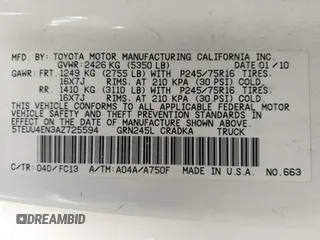 MFD. BY: TOYOTA MOTOR MANUFACTURING CALIFORNIA INC.
GVWR: 2426 KG (5350 LB) DATE 01/10
GAWR: FRT. 1249 KG (2755 LB) WITH P245/75R16 TIRES,
16X7J RIMS, AT 210 KPA (30 PSI) COLD INFLATION
RR. 1410 KG (3110 LB) WITH P245/75R16 TIRES,
16X7J RIMS, AT 210 KPA (30 PSI) COLD INFLATION
THIS VEHICLE CONFORMS TO ALL APPLICABLE FEDERAL MOTOR
VEHICLE SAFETY STANDARDS IN EFFECT ON THE DATE OF
MANUFACTURE SHOWN ABOVE.
5TEUU4EN3AZ725594 GRN245L CRADKA TRUCK
C/TR: 040/FC13 A/TM: A04A/A750F MADE IN U.S.A. NO.663
DREAMBID